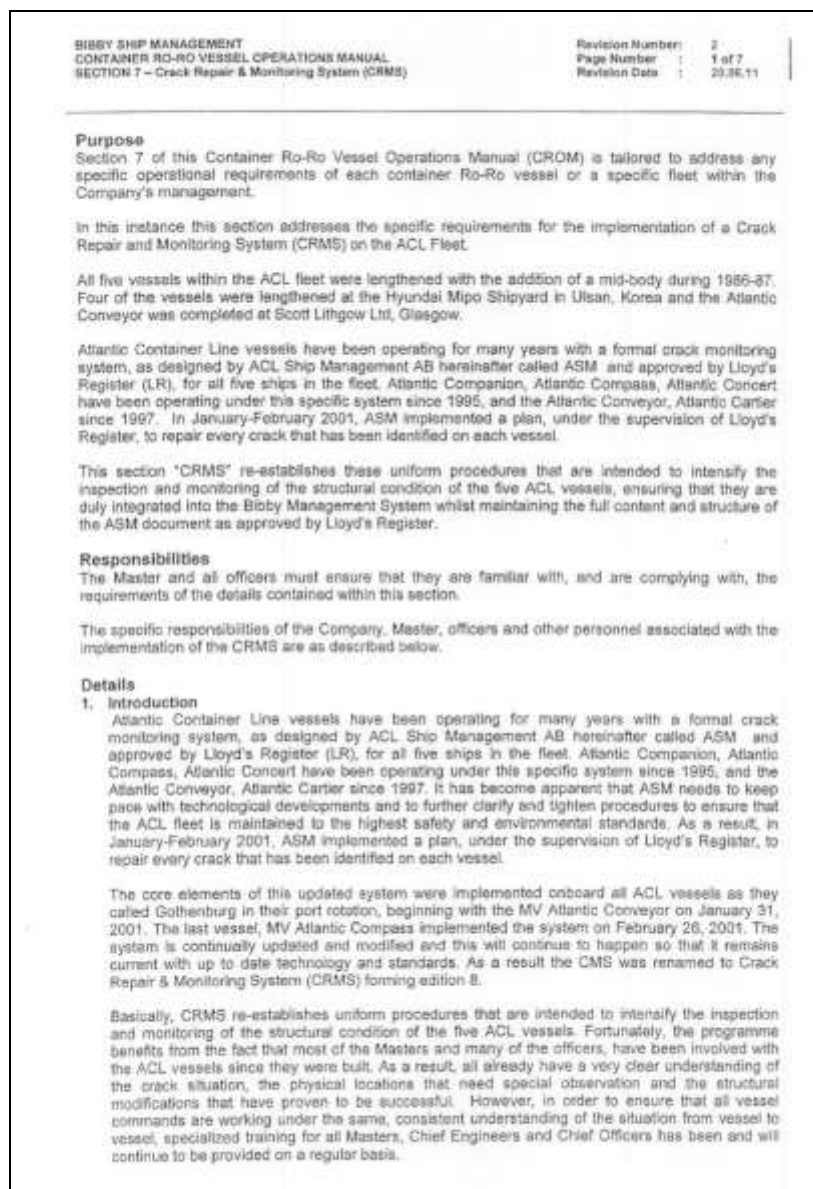 BIBBY SHIP MANAGEMENT
CONTAINER RO-RO VESSEL OPERATIONS MANUAL
SECTION 7 – Crack Repair & Monitoring System (CRMS)
Revision Number: 2
Page Number : 1 of 7
Revision Date : 20.06.11
Purpose
Section 7 of this Container Ro-Ro Vessel Operations Manual (CROM) is tailored to address any
specific operational requirements of each container Ro-Ro vessel or a specific fleet within the
Company's management.
In this instance this section addresses the specific requirements for the implementation of a Crack
Repair and Monitoring System (CRMS) on the ACL Fleet.
All five vessels within the ACL fleet were lengthened with the addition of a mid-body during 1986-87.
Four of the vessels were lengthened at the Hyundai Mipo Shipyard in Ulsan, Korea and the Atlantic
Conveyor was completed at Scott Lithgow Ltd, Glasgow.
Atlantic Container Line vessels have been operating for many years with a formal crack monitoring
system, as designed by ACL Ship Management AB hereinafter called ASM and approved by Lloyd's
Register (LR), for all five ships in the fleet. Atlantic Companion, Atlantic Compass, Atlantic Concert
have been operating under this specific system since 1995, and the Atlantic Conveyor, Atlantic Cartier
since 1997. In January-February 2001, ASM implemented a plan, under the supervision of Lloyd's
Register, to repair every crack that has been identified on each vessel.
This section "CRMS" re-establishes these uniform procedures that are intended to intensify the
inspection and monitoring of the structural condition of the five ACL vessels, ensuring that they are
duly integrated into the Bibby Management System whilst maintaining the full content and structure of
the ASM document as approved by Lloyd's Register.
Responsibilities
The Master and all officers must ensure that they are familiar with, and are complying with, the
requirements of the details contained within this section.
The specific responsibilities of the Company, Master, officers and other personnel associated with the
implementation of the CRMS are as described below.
Details
1. Introduction
Atlantic Container Line vessels have been operating for many years with a formal crack
monitoring system, as designed by ACL Ship Management AB hereinafter called ASM and
approved by Lloyd's Register (LR), for all five ships in the fleet. Atlantic Companion, Atlantic
Compass, Atlantic Concert have been operating under this specific system since 1995, and the
Atlantic Conveyor, Atlantic Cartier since 1997. It has become apparent that ASM needs to keep
pace with technological developments and to further clarify and tighten procedures to ensure that
the ACL fleet is maintained to the highest safety and environmental standards. As a result, in
January-February 2001, ASM implemented a plan, under the supervision of Lloyd's Register, to
repair every crack that has been identified on each vessel.
The core elements of this updated system were implemented onboard all ACL vessels as they
called Gothenburg in their port rotation, beginning with the MV Atlantic Conveyor on January 31,
2001. The last vessel, MV Atlantic Compass implemented the system on February 26, 2001. The
system is continually updated and modified and this will continue to happen so that it remains
current with up to date technology and standards. As a result the CMS was renamed to Crack
Repair & Monitoring System (CRMS) forming edition 8.
Basically, CRMS re-establishes uniform procedures that are intended to intensify the inspection
and monitoring of the structural condition of the five ACL vessels. Fortunately, the programme
benefits from the fact that most of the Masters and many of the officers, have been involved with
the ACL vessels since they were built. As a result, all already have a very clear understanding of
the crack situation, the physical locations that need special observation and the structural
modifications that have proven to be successful. However, in order to ensure that all vessel
commands are working under the same, consistent understanding of the situation from vessel to
vessel, specialized training for all Masters, Chief Engineers and Chief Officers has been and will
continue to be provided on a regular basis.